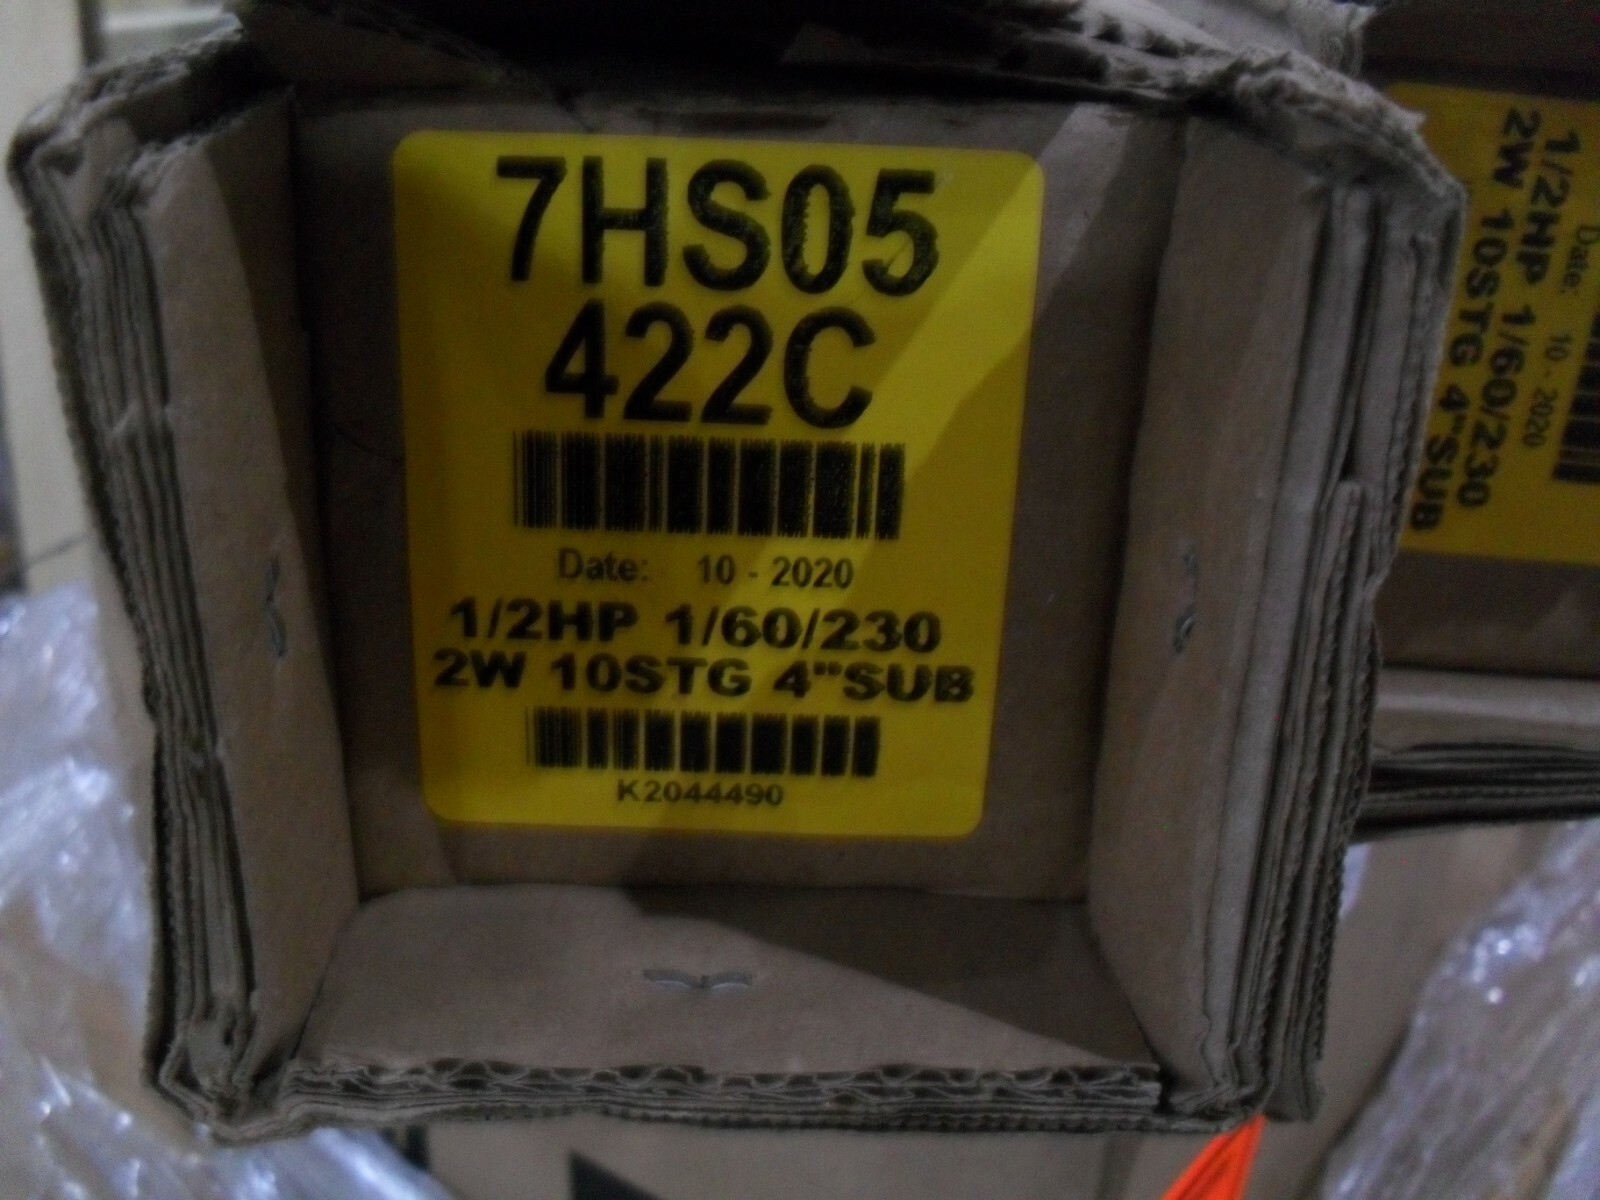 7HS05
422C
Date: 10 - 2020
1/2HP 1/60/230
2W 10STG 4"SUB
K2044490
Date: 10 - 2020
1/2HP 1/60/230
2W 10STG 4"SUB